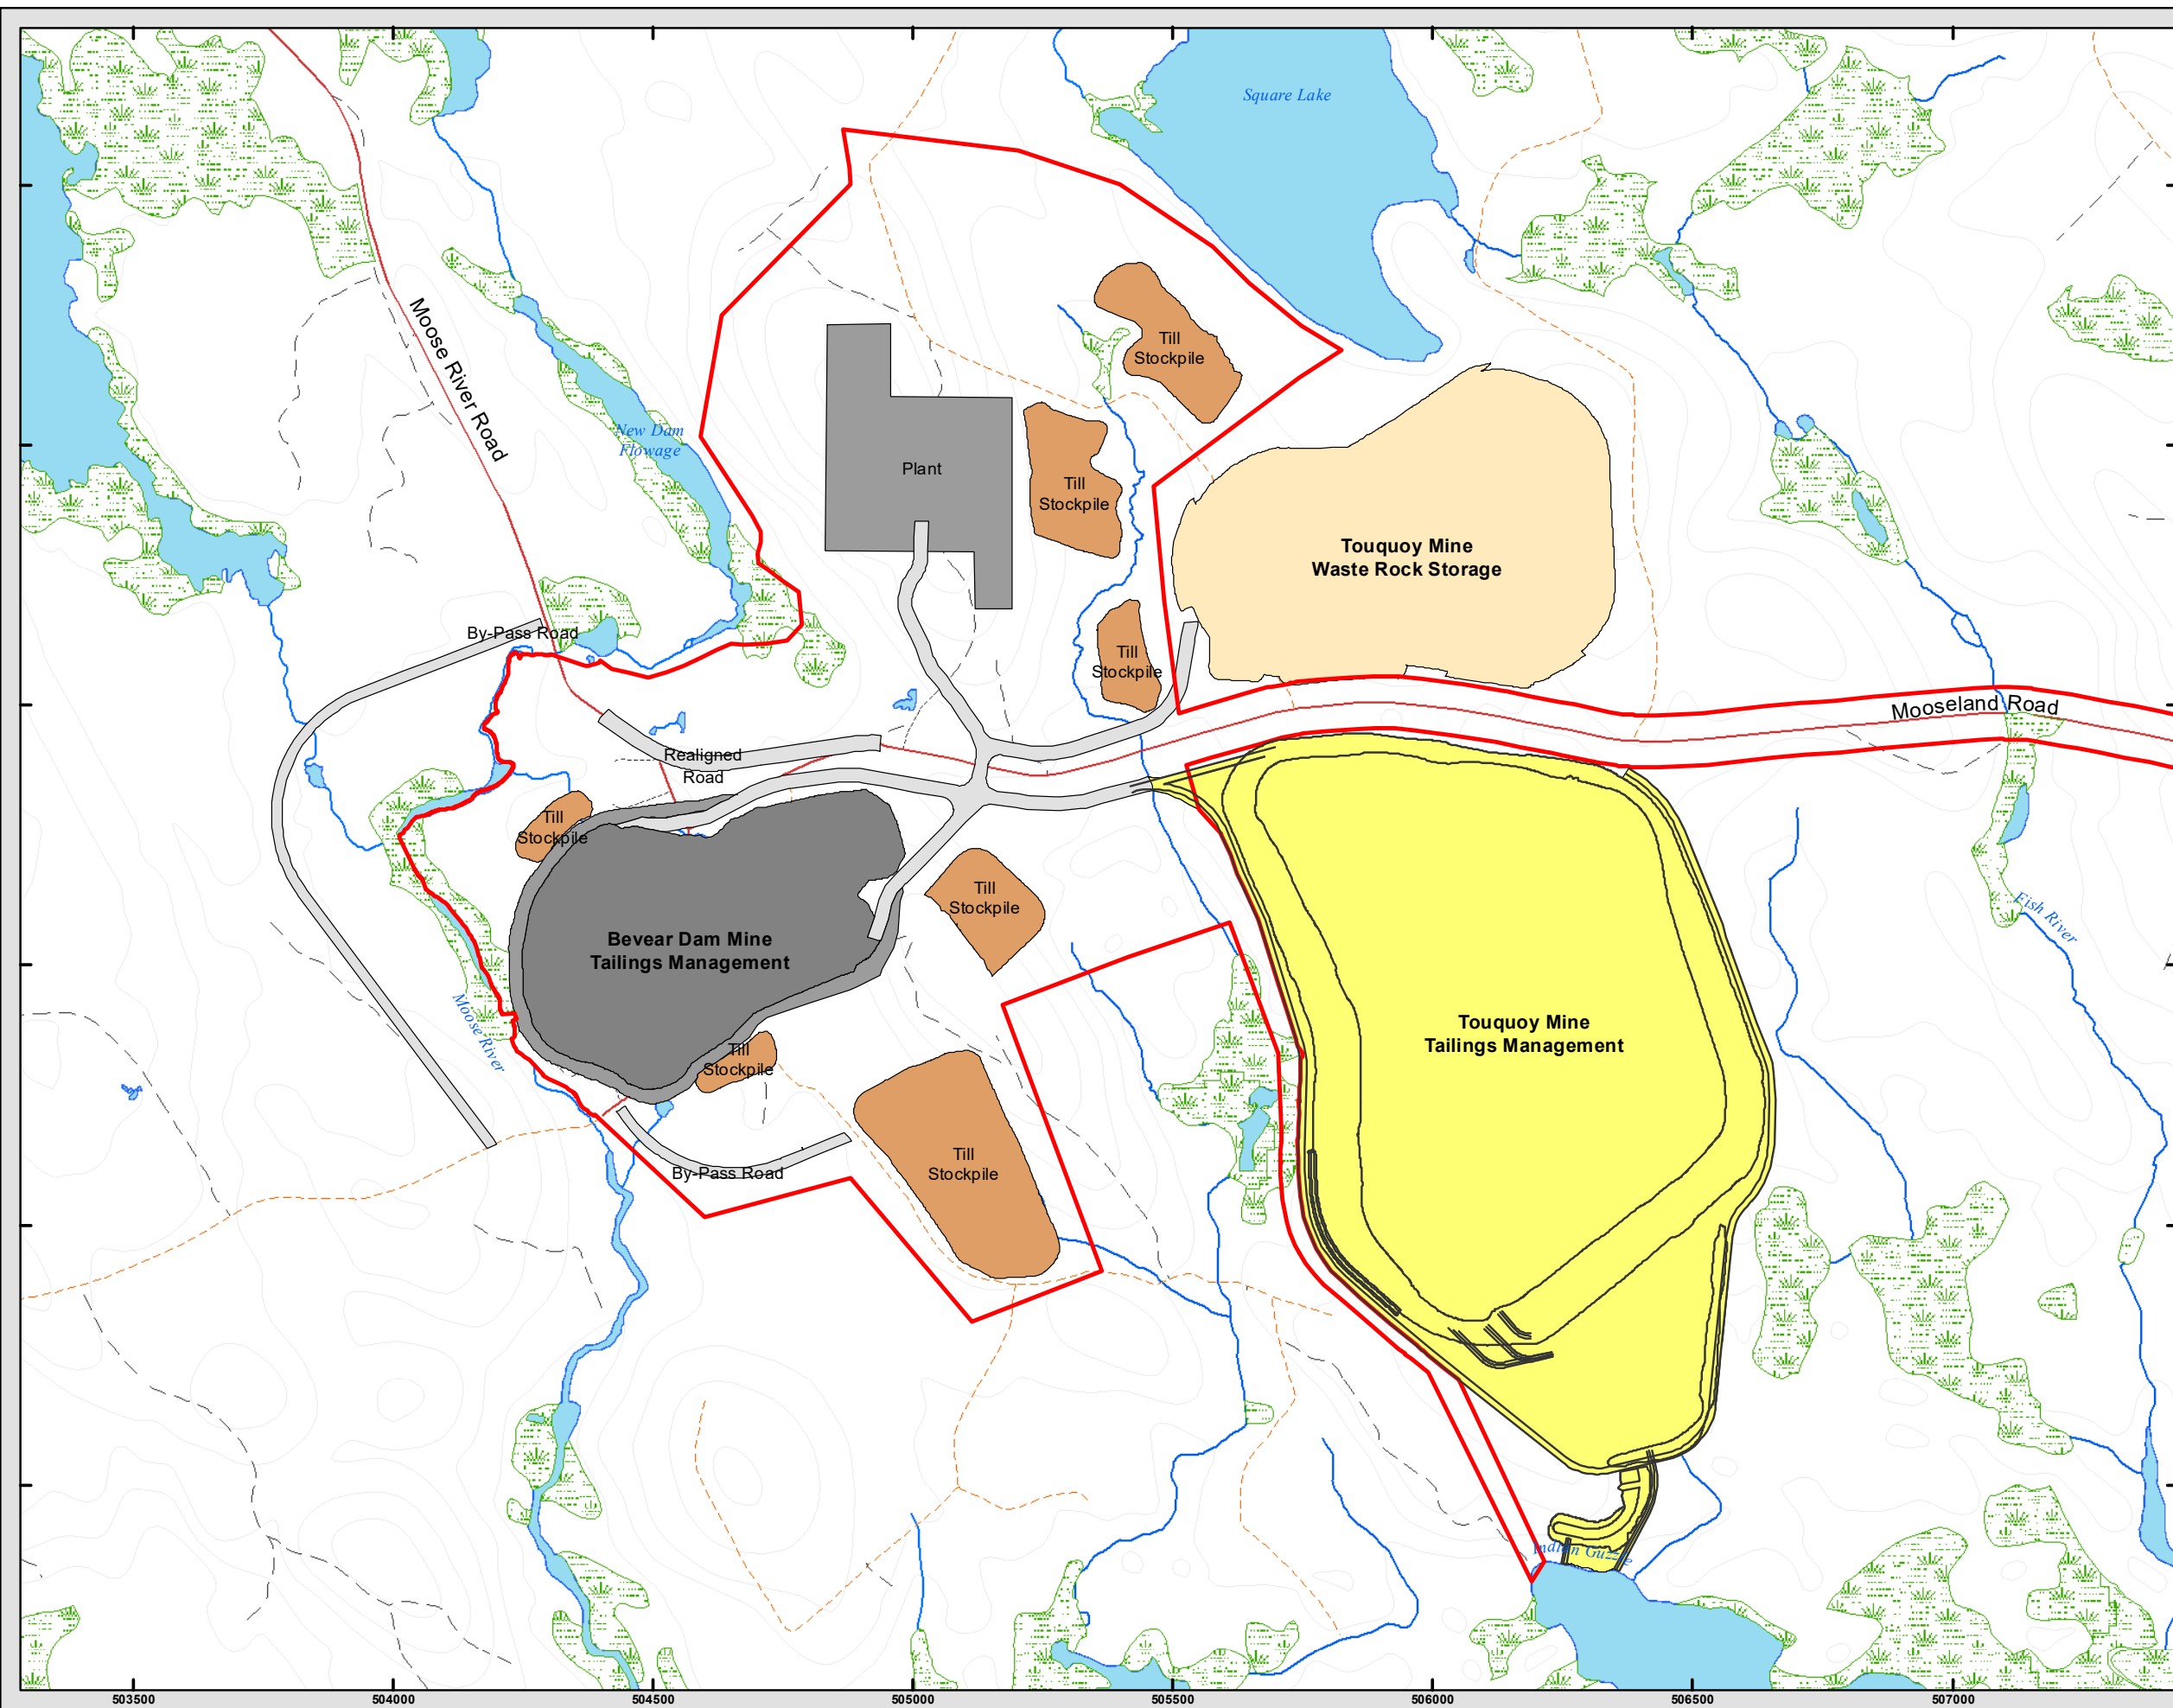 Square Lake
Moose River Road
Till
Stockpile
New Dam
Flowage
Plant
Till
Stockpile
Touquoy Mine
Waste Rock Storage
By-Pass Road
Till
Stockpile
Mooseland Road
Realigned
Road
Till
Stockpile
Till
Stockpile
Fish River
Bevear Dam Mine
Tailings Management
Moose River
Touquoy Mine
Tailings Management
Till
Stockpile
Till
Stockpile
By-Pass Road
Indian Guzzle
503500
504000
504500
505000
505500
506000
506500
507000